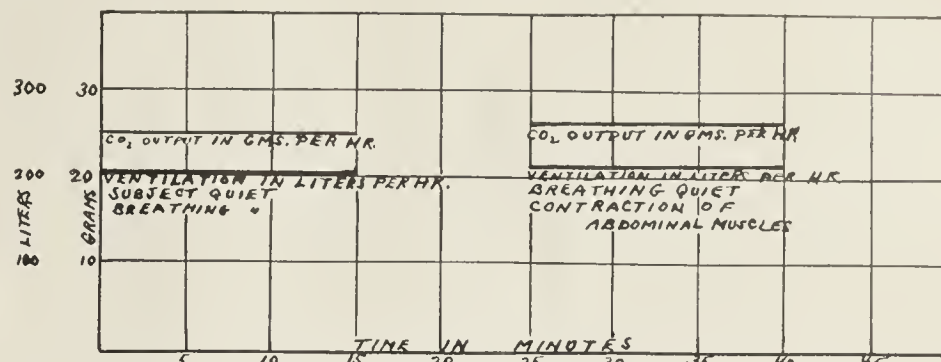 300 30
CO2 OUTPUT IN GMS. PER HR.
CO2 OUTPUT IN GMS. PER HR
200 20
VENTILATION IN LITERS PER HR.
SUBJECT QUIET
BREATHING "
VENTILATION IN LITERS PER HR.
BREATHING QUIET
CONTRACTION OF
ABDOMINAL MUSCLES
LITERS
GRAMS
100 10
TIME IN MINUTES
5 10 15 20 25 30 35 40 45